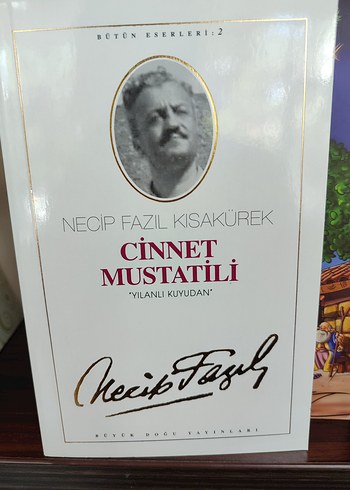 BÜTÜN ESERLERİ: 2
NECİP FAZIL KISAKÜREK
CİNNET
MUSTATİLİ
"YILANLI KUYUDAN"
Necip Fazıl
BÜYÜK DOĞU YAYINLARI